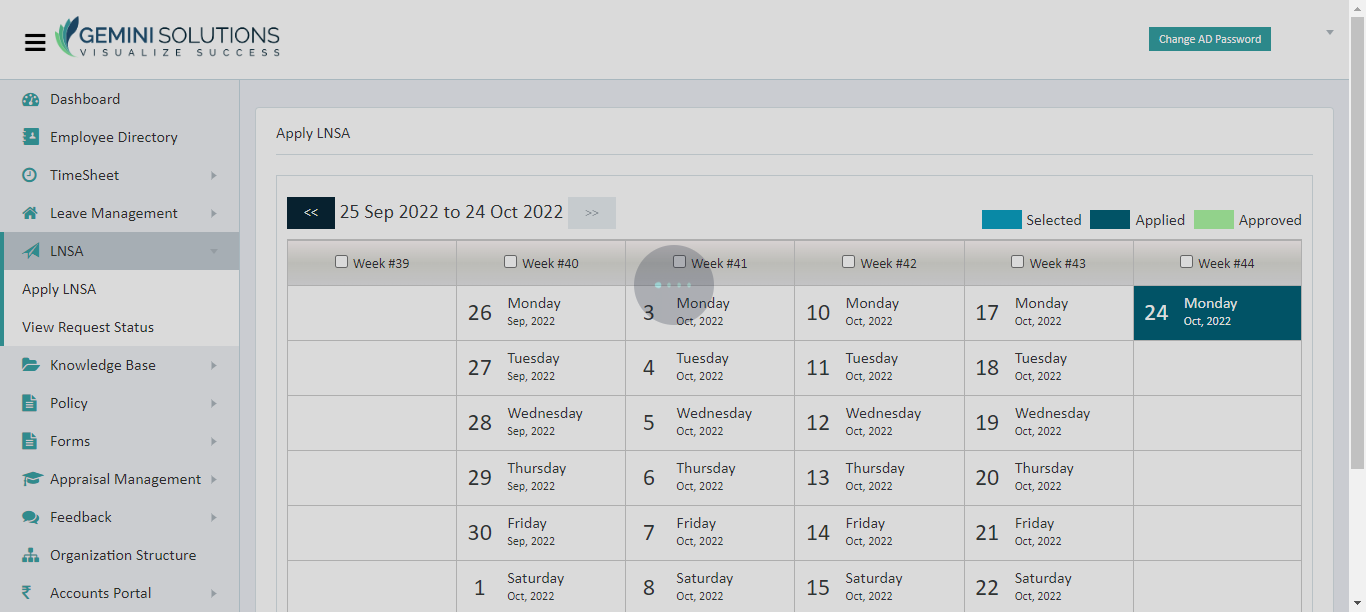 GEMINI SOLUTIONS
VISUALIZE SUCCESS
Change AD Password
Dashboard
Employee Directory
TimeSheet
Leave Management
LNSA
Apply LNSA
View Request Status
Knowledge Base
Policy
Forms
Appraisal Management
Feedback
Organization Structure
Accounts Portal
Apply LNSA
<< 25 Sep 2022 to 24 Oct 2022 >>
Selected Applied Approved
Week #39 Week #40 Week #41 Week #42 Week #43 Week #44
26 Monday Sep, 2022 3 Monday Oct, 2022 10 Monday Oct, 2022 17 Monday Oct, 2022 24 Monday Oct, 2022
27 Tuesday Sep, 2022 4 Tuesday Oct, 2022 11 Tuesday Oct, 2022 18 Tuesday Oct, 2022
28 Wednesday Sep, 2022 5 Wednesday Oct, 2022 12 Wednesday Oct, 2022 19 Wednesday Oct, 2022
29 Thursday Sep, 2022 6 Thursday Oct, 2022 13 Thursday Oct, 2022 20 Thursday Oct, 2022
30 Friday Sep, 2022 7 Friday Oct, 2022 14 Friday Oct, 2022 21 Friday Oct, 2022
1 Saturday Oct, 2022 8 Saturday Oct, 2022 15 Saturday Oct, 2022 22 Saturday Oct, 2022